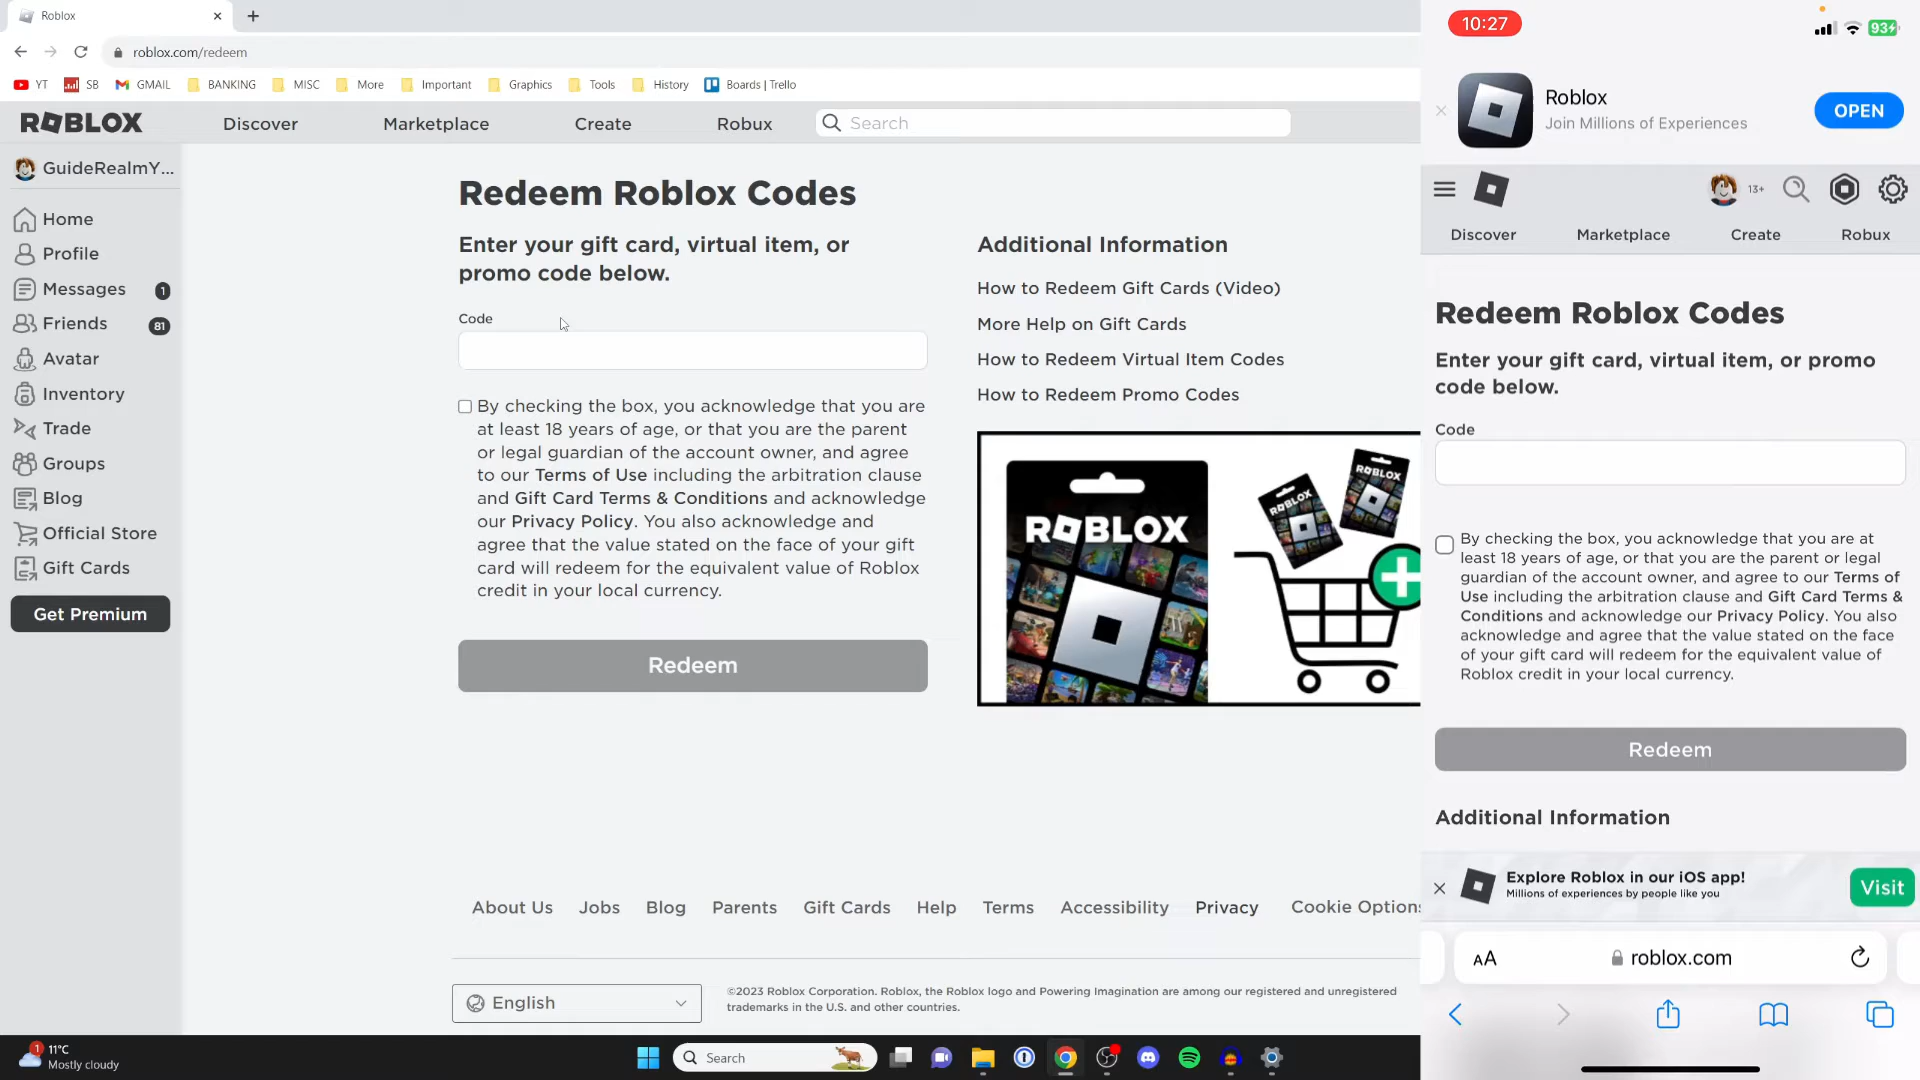 Roblox
roblox.com/redeem
YT
SB
GMAIL
BANKING
MISC
More
Important
Graphics
Tools
History
Boards | Trello
ROBLOX
Discover
Marketplace
Create
Robux
Search
GuideRealmY...
Home
Profile
Messages 1
Friends 81
Avatar
Inventory
Trade
Groups
Blog
Official Store
Gift Cards
Get Premium
Redeem Roblox Codes
Enter your gift card, virtual item, or
promo code below.
Code
By checking the box, you acknowledge that you are
at least 18 years of age, or that you are the parent
or legal guardian of the account owner, and agree
to our Terms of Use including the arbitration clause
and Gift Card Terms & Conditions and acknowledge
our Privacy Policy. You also acknowledge and
agree that the value stated on the face of your gift
card will redeem for the equivalent value of Roblox
credit in your local currency.
Redeem
Additional Information
How to Redeem Gift Cards (Video)
More Help on Gift Cards
How to Redeem Virtual Item Codes
How to Redeem Promo Codes
ROBLOX
ROBLOX
ROBLOX
About Us
Jobs
Blog
Parents
Gift Cards
Help
Terms
Accessibility
Privacy
Cookie Options
English
©2023 Roblox Corporation. Roblox, the Roblox logo and Powering Imagination are among our registered and unregistered
trademarks in the U.S. and other countries.
1
11°C
Mostly cloudy
Search
10:27
93
Roblox
Join Millions of Experiences
OPEN
13+
Discover
Marketplace
Create
Robux
Redeem Roblox Codes
Enter your gift card, virtual item, or promo
code below.
Code
By checking the box, you acknowledge that you are at
least 18 years of age, or that you are the parent or legal
guardian of the account owner, and agree to our Terms of
Use including the arbitration clause and Gift Card Terms &
Conditions and acknowledge our Privacy Policy. You also
acknowledge and agree that the value stated on the face
of your gift card will redeem for the equivalent value of
Roblox credit in your local currency.
Redeem
Additional Information
Explore Roblox in our iOS app!
Millions of experiences by people like you
Visit
AA
roblox.com